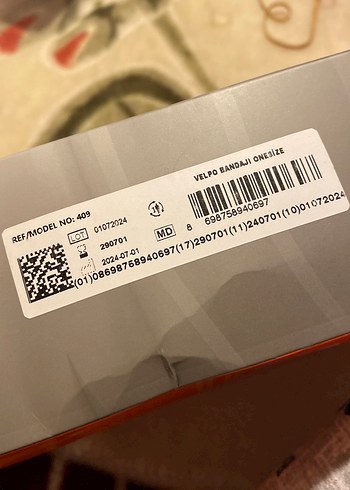 VELPO BANDAJI ONESİZE
REF/MODEL NO: 409
LOT 01072024
290701
2024-07-01
MD
8 698758940697
(01)08698758940697(17)290701(11)240701(10)01072024